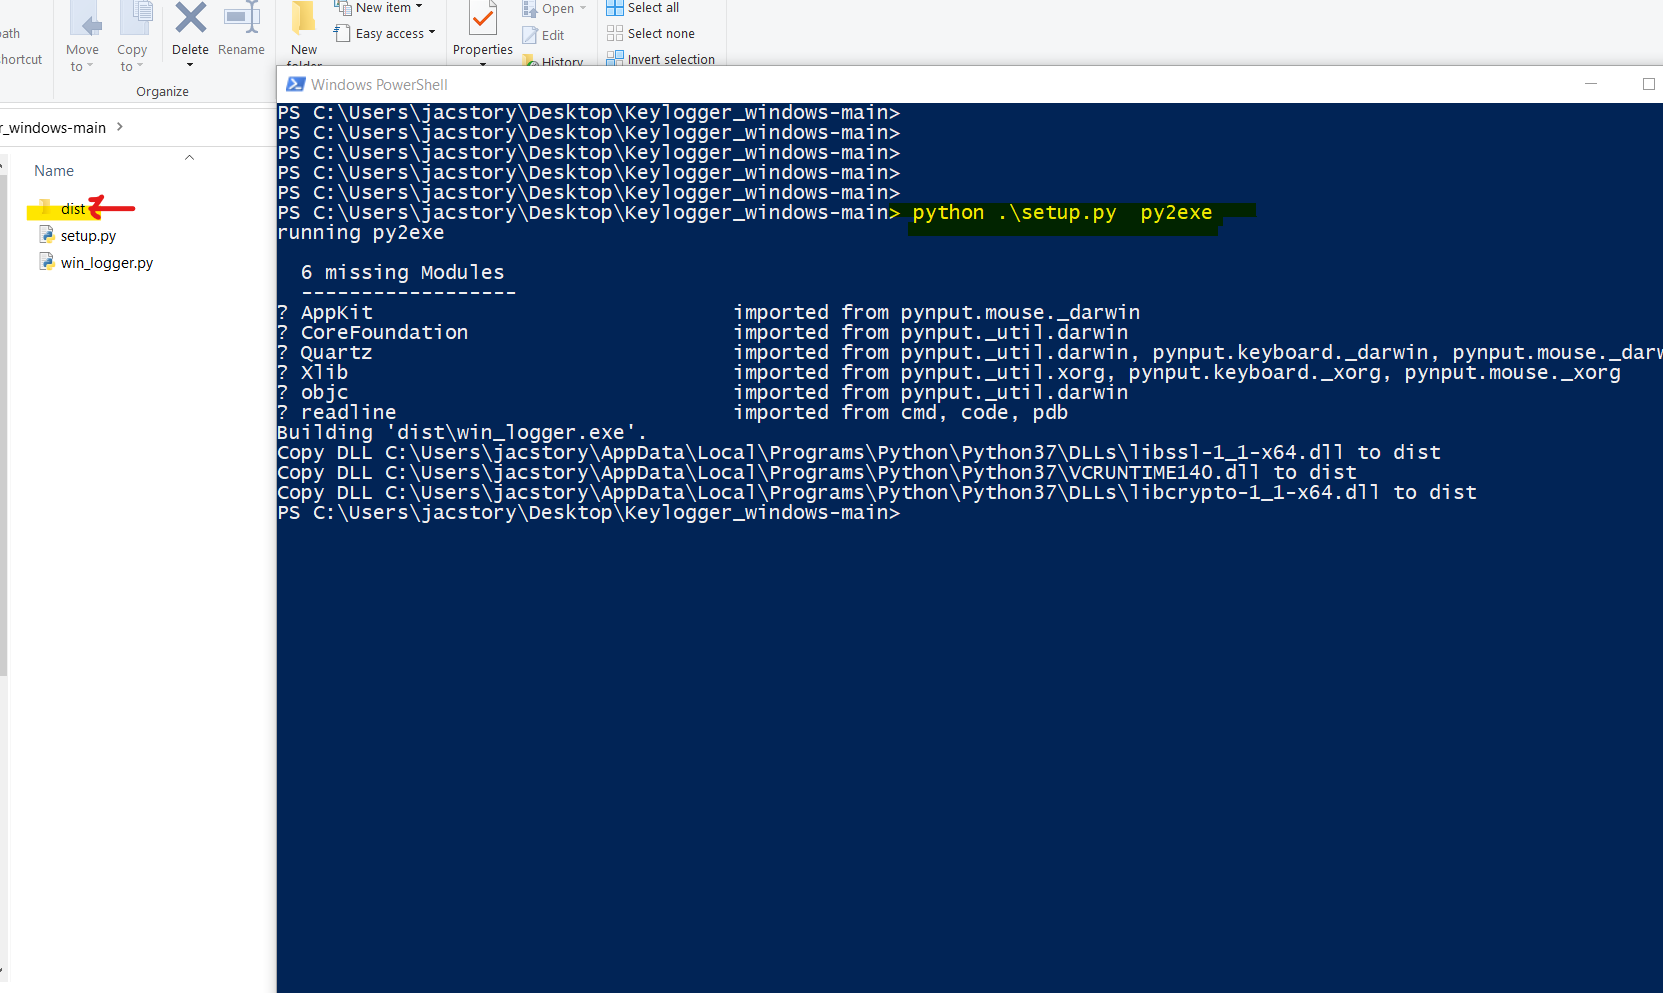 New item
Select all
Open
ath
Easy access
Edit
Select none
Move
to
Copy
to
Delete
Rename
New
folder
Properties
History
Invert selection
hortcut
Organize
Windows PowerShell
r_windows-main
Name
dist
setup.py
win_logger.py
PS C:\Users\jacstory\Desktop\Keylogger_windows-main>
PS C:\Users\jacstory\Desktop\Keylogger_windows-main>
PS C:\Users\jacstory\Desktop\Keylogger_windows-main>
PS C:\Users\jacstory\Desktop\Keylogger_windows-main>
PS C:\Users\jacstory\Desktop\Keylogger_windows-main>
PS C:\Users\jacstory\Desktop\Keylogger_windows-main> python .\setup.py  py2exe
running py2exe
6 missing Modules
------------------
? AppKit imported from pynput.mouse._darwin
? CoreFoundation imported from pynput._util.darwin
? Quartz imported from pynput._util.darwin, pynput.keyboard._darwin, pynput.mouse._darw
? Xlib imported from pynput._util.xorg, pynput.keyboard._xorg, pynput.mouse._xorg
? objc imported from pynput._util.darwin
? readline imported from cmd, code, pdb
Building 'dist\win_logger.exe'.
Copy DLL C:\Users\jacstory\AppData\Local\Programs\Python\Python37\DLLs\libssl-1_1-x64.dll to dist
Copy DLL C:\Users\jacstory\AppData\Local\Programs\Python\Python37\VCRUNTIME140.dll to dist
Copy DLL C:\Users\jacstory\AppData\Local\Programs\Python\Python37\DLLs\libcrypto-1_1-x64.dll to dist
PS C:\Users\jacstory\Desktop\Keylogger_windows-main>